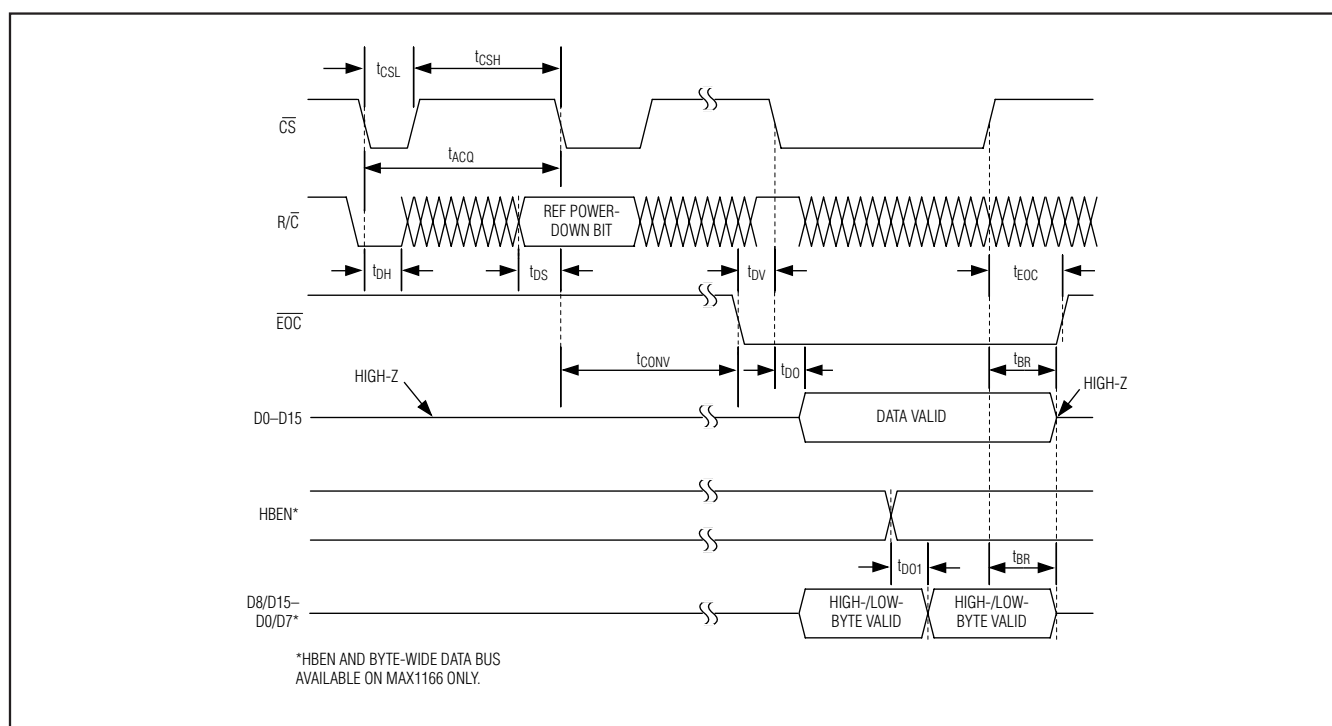 tCSL
tCSH
CS
tACQ
R/C
REF POWER-
DOWN BIT
tDH
tDS
tDV
tEOC
EOC
tCONV
tDO
tBR
HIGH-Z
HIGH-Z
D0–D15
DATA VALID
HBEN*
tDO1
tBR
D8/D15–
D0/D7*
HIGH-/LOW-
BYTE VALID
HIGH-/LOW-
BYTE VALID
*HBEN AND BYTE-WIDE DATA BUS
AVAILABLE ON MAX1166 ONLY.